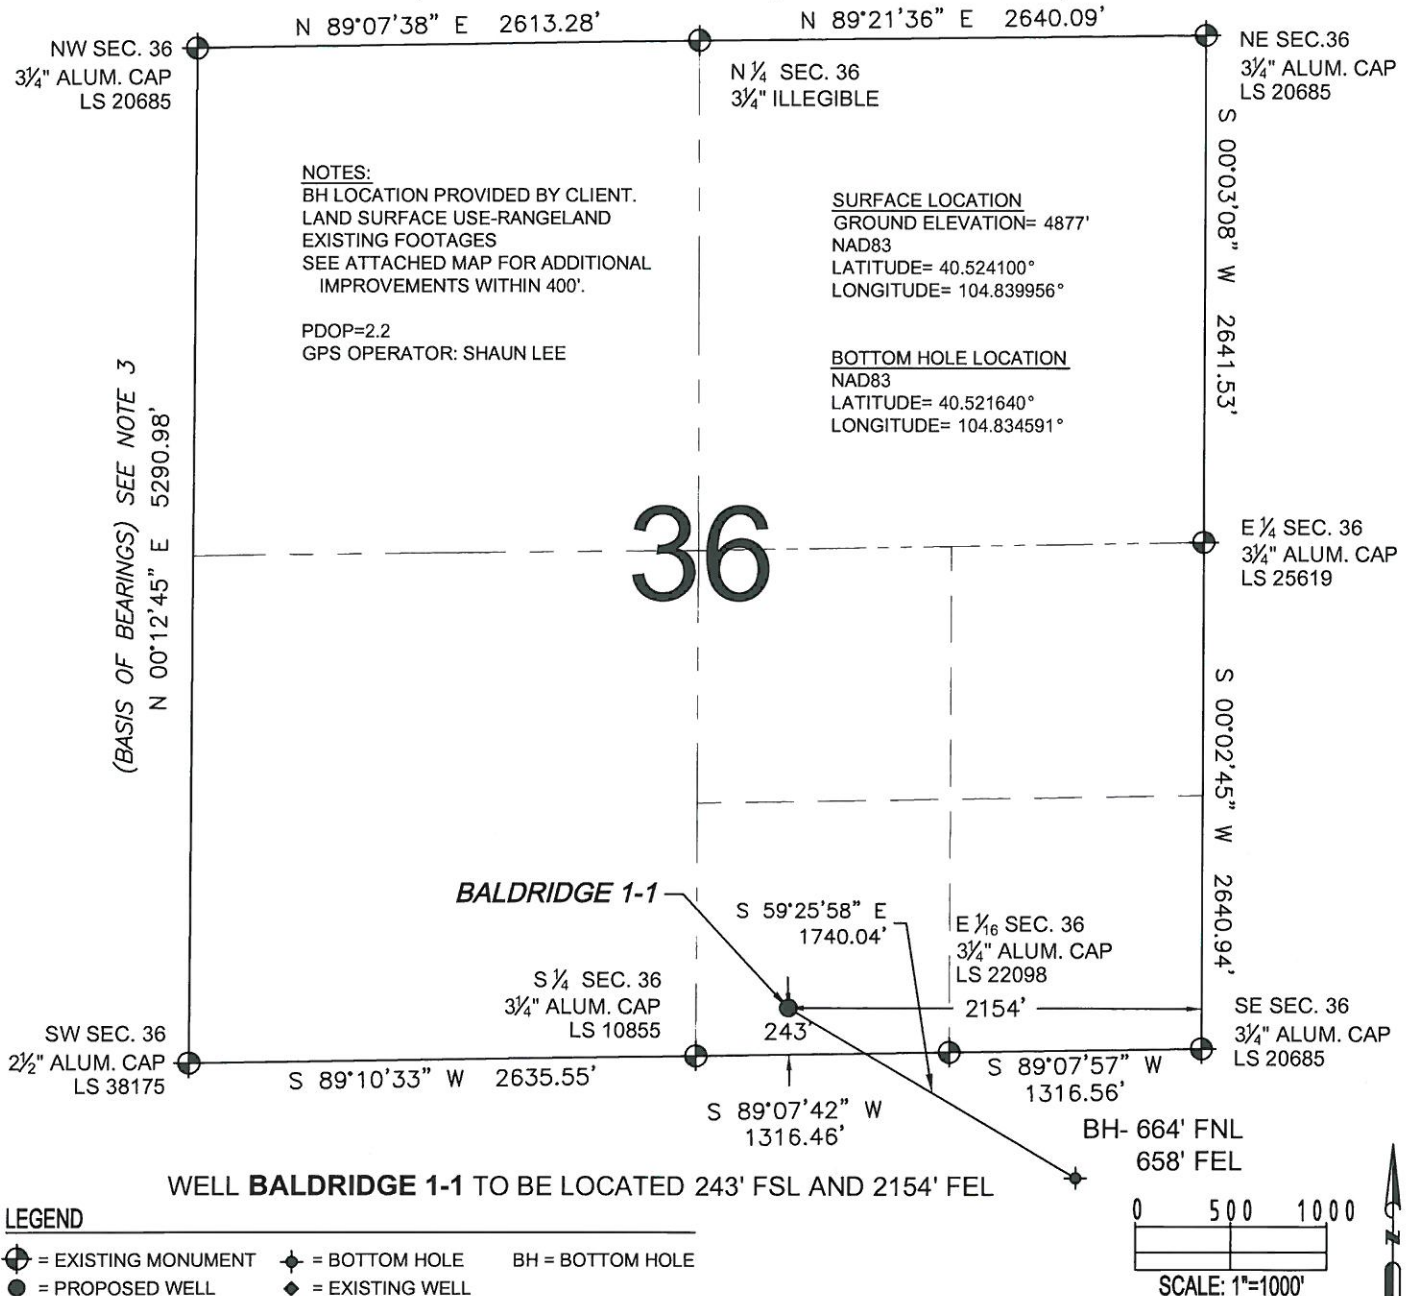 N 89°07'38" E 2613.28'
N 89°21'36" E 2640.09'
NW SEC. 36
3¼" ALUM. CAP
LS 20685
N ¼ SEC. 36
3¼" ILLEGIBLE
NE SEC.36
3¼" ALUM. CAP
LS 20685
NOTES:
BH LOCATION PROVIDED BY CLIENT.
LAND SURFACE USE-RANGELAND
EXISTING FOOTAGES
SEE ATTACHED MAP FOR ADDITIONAL
IMPROVEMENTS WITHIN 400'.
PDOP=2.2
GPS OPERATOR: SHAUN LEE
SURFACE LOCATION
GROUND ELEVATION= 4877'
NAD83
LATITUDE= 40.524100°
LONGITUDE= 104.839956°
BOTTOM HOLE LOCATION
NAD83
LATITUDE= 40.521640°
LONGITUDE= 104.834591°
S 00°03'08" W 2641.53'
(BASIS OF BEARINGS) SEE NOTE 3
N 00°12'45" E 5290.98'
36
E ¼ SEC. 36
3¼" ALUM. CAP
LS 25619
S 00°02'45" W 2640.94'
BALDRIDGE 1-1
S 59°25'58" E
1740.04'
E 1⁄16 SEC. 36
3¼" ALUM. CAP
LS 22098
S ¼ SEC. 36
3¼" ALUM. CAP
LS 10855
2154'
243'
SE SEC. 36
3¼" ALUM. CAP
LS 20685
SW SEC. 36
2½" ALUM. CAP
LS 38175
S 89°10'33" W 2635.55'
S 89°07'57" W
1316.56'
S 89°07'42" W
1316.46'
BH- 664' FNL
658' FEL
WELL BALDRIDGE 1-1 TO BE LOCATED 243' FSL AND 2154' FEL
LEGEND
= EXISTING MONUMENT
= BOTTOM HOLE
BH = BOTTOM HOLE
= PROPOSED WELL
= EXISTING WELL
0 500 1000
SCALE: 1"=1000'
N